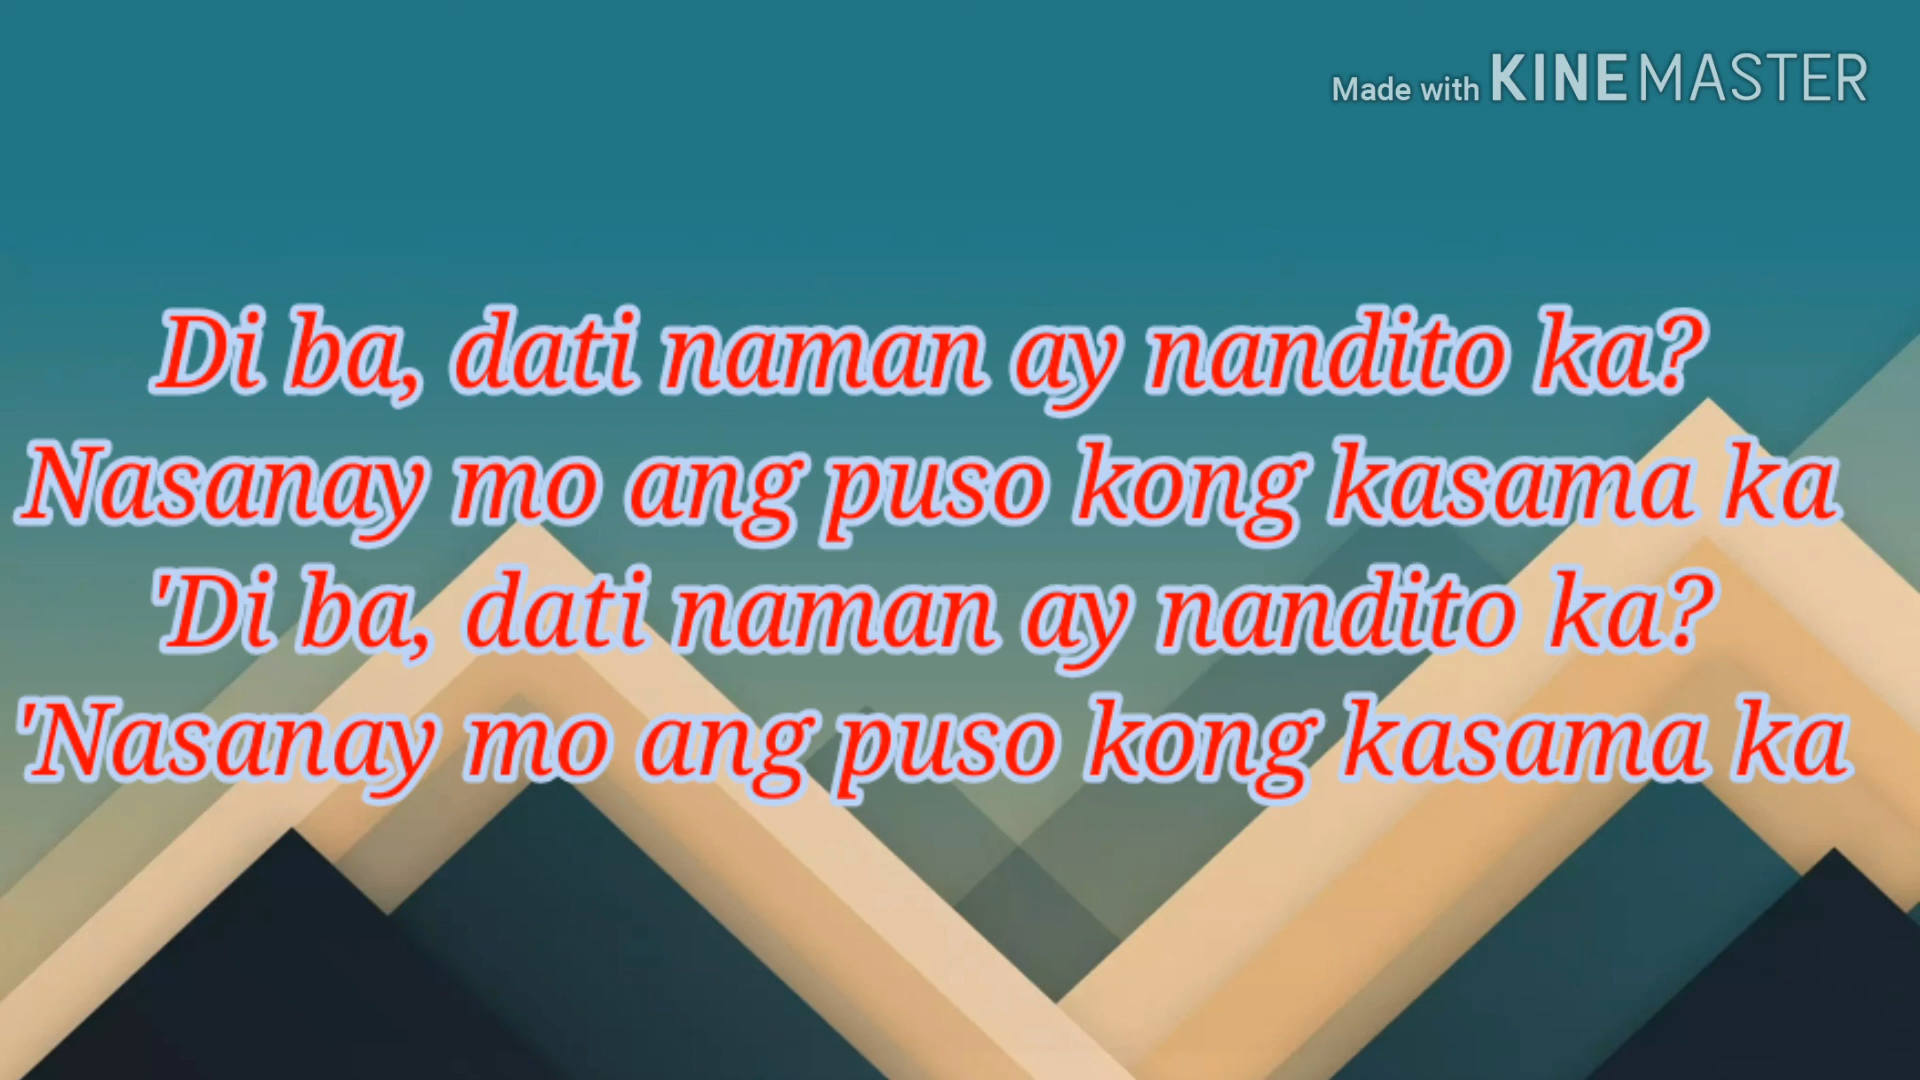 Made with KINEMASTER
Di ba, dati naman ay nandito ka?
Nasanay mo ang puso kong kasama ka
'Di ba, dati naman ay nandito ka?
'Nasanay mo ang puso kong kasama ka